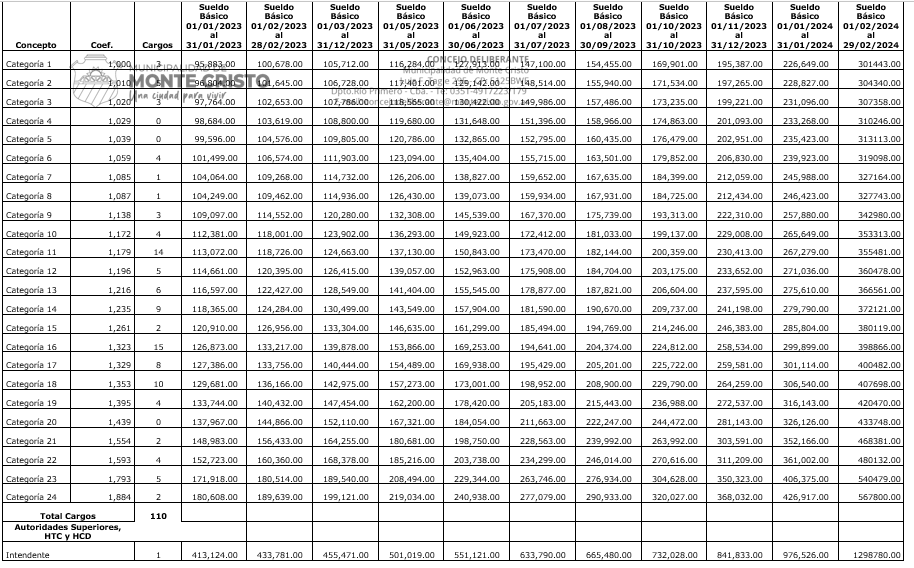 Concepto Coef. Cargos Sueldo Básico 01/01/2023 al 31/01/2023 Sueldo Básico 01/02/2023 al 28/02/2023 Sueldo Básico 01/03/2023 al 31/12/2023 Sueldo Básico 01/05/2023 al 31/05/2023 Sueldo Básico 01/06/2023 al 30/06/2023 Sueldo Básico 01/07/2023 al 31/07/2023 Sueldo Básico 01/08/2023 al 30/09/2023 Sueldo Básico 01/10/2023 al 31/10/2023 Sueldo Básico 01/11/2023 al 31/12/2023 Sueldo Básico 01/01/2024 al 31/01/2024 Sueldo Básico 01/02/2024 al 29/02/2024
CONCEJO DELIBERANTE
Municipalidad de Monte Cristo
Dpto.Río Primero - Cba. -
MUNICIPALIDAD DE
MONTE CRISTO
Una ciudad para vivir
Categoría 1 1,000 95,883.00 100,678.00 105,712.00 116,284.00 127,913.00 147,100.00 154,455.00 169,901.00 195,387.00 226,649.00 301443.00
Categoría 2 1,010 101,645.00 106,728.00 117,401.00 148,514.00 155,940.00 171,534.00 197,265.00 228,827.00 304340.00
Categoría 3 1,020 3 97,764.00 102,653.00 107,786.00 118,565.00 130,422.00 149,986.00 157,486.00 173,235.00 199,221.00 231,096.00 307358.00
Categoría 4 1,029 0 98,684.00 103,619.00 108,800.00 119,680.00 131,648.00 151,396.00 158,966.00 174,863.00 201,093.00 233,268.00 310246.00
Categoría 5 1,039 0 99,596.00 104,576.00 109,805.00 120,786.00 132,865.00 152,795.00 160,435.00 176,479.00 202,951.00 235,423.00 313113.00
Categoría 6 1,059 4 101,499.00 106,574.00 111,903.00 123,094.00 135,404.00 155,715.00 163,501.00 179,852.00 206,830.00 239,923.00 319098.00
Categoría 7 1,085 1 104,064.00 109,268.00 114,732.00 126,206.00 138,827.00 159,652.00 167,635.00 184,399.00 212,059.00 245,988.00 327164.00
Categoría 8 1,087 1 104,249.00 109,462.00 114,936.00 126,430.00 139,073.00 159,934.00 167,931.00 184,725.00 212,434.00 246,423.00 327743.00
Categoría 9 1,138 3 109,097.00 114,552.00 120,280.00 132,308.00 145,539.00 167,370.00 175,739.00 193,313.00 222,310.00 257,880.00 342980.00
Categoría 10 1,172 4 112,381.00 118,001.00 123,902.00 136,293.00 149,923.00 172,412.00 181,033.00 199,137.00 229,008.00 265,649.00 353313.00
Categoría 11 1,179 14 113,072.00 118,726.00 124,663.00 137,130.00 150,843.00 173,470.00 182,144.00 200,359.00 230,413.00 267,279.00 355481.00
Categoría 12 1,196 5 114,661.00 120,395.00 126,415.00 139,057.00 152,963.00 175,908.00 184,704.00 203,175.00 233,652.00 271,036.00 360478.00
Categoría 13 1,216 6 116,597.00 122,427.00 128,549.00 141,404.00 155,545.00 178,877.00 187,821.00 206,604.00 237,595.00 275,610.00 366561.00
Categoría 14 1,235 9 118,365.00 124,284.00 130,499.00 143,549.00 157,904.00 181,590.00 190,670.00 209,737.00 241,198.00 279,790.00 372121.00
Categoría 15 1,261 2 120,910.00 126,956.00 133,304.00 146,635.00 161,299.00 185,494.00 194,769.00 214,246.00 246,383.00 285,804.00 380119.00
Categoría 16 1,323 15 126,873.00 133,217.00 139,878.00 153,866.00 169,253.00 194,641.00 204,374.00 224,812.00 258,534.00 299,899.00 398866.00
Categoría 17 1,329 8 127,386.00 133,756.00 140,444.00 154,489.00 169,938.00 195,429.00 205,201.00 225,722.00 259,581.00 301,114.00 400482.00
Categoría 18 1,353 10 129,681.00 136,166.00 142,975.00 157,273.00 173,001.00 198,952.00 208,900.00 229,790.00 264,259.00 306,540.00 407698.00
Categoría 19 1,395 4 133,744.00 140,432.00 147,454.00 162,200.00 178,420.00 205,183.00 215,443.00 236,988.00 272,537.00 316,143.00 420470.00
Categoría 20 1,439 0 137,967.00 144,866.00 152,110.00 167,321.00 184,054.00 211,663.00 222,247.00 244,472.00 281,143.00 326,126.00 433748.00
Categoría 21 1,554 2 148,983.00 156,433.00 164,255.00 180,681.00 198,750.00 228,563.00 239,992.00 263,992.00 303,591.00 352,166.00 468381.00
Categoría 22 1,593 4 152,723.00 160,360.00 168,378.00 185,216.00 203,738.00 234,299.00 246,014.00 270,616.00 311,209.00 361,002.00 480132.00
Categoría 23 1,793 5 171,918.00 180,514.00 189,540.00 208,494.00 229,344.00 263,746.00 276,934.00 304,628.00 350,323.00 406,375.00 540479.00
Categoría 24 1,884 2 180,608.00 189,639.00 199,121.00 219,034.00 240,938.00 277,079.00 290,933.00 320,027.00 368,032.00 426,917.00 567800.00
Total Cargos 110
Autoridades Superiores,
HTC y HCD
Intendente 1 413,124.00 433,781.00 455,471.00 501,019.00 551,121.00 633,790.00 665,480.00 732,028.00 841,833.00 976,526.00 1298780.00